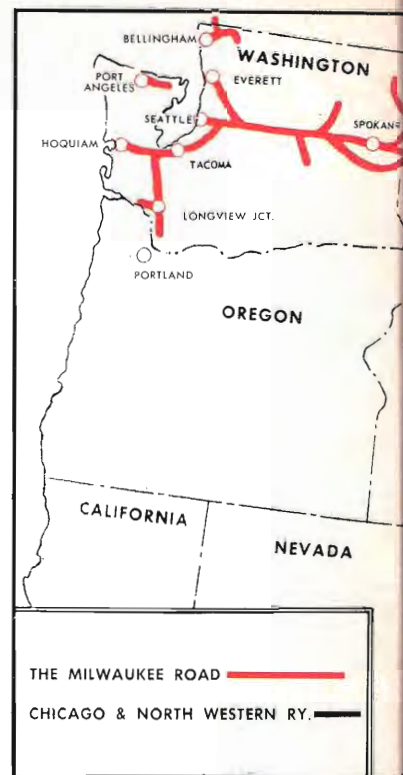 BELLINGHAM
WASHINGTON
PORT
ANGELES
EVERETT
SEATTLE
SPOKANE
HOQUIAM
TACOMA
LONGVIEW JCT.
PORTLAND
OREGON
CALIFORNIA
NEVADA
THE MILWAUKEE ROAD
CHICAGO & NORTH WESTERN RY.